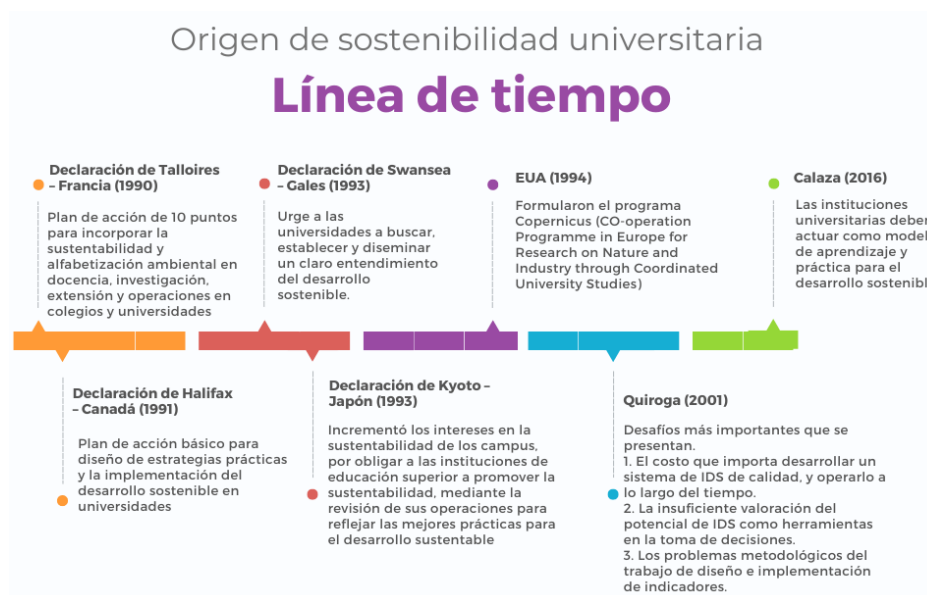 Origen de sostenibilidad universitaria
Línea de tiempo
Declaración de Talloires
– Francia (1990)
Plan de acción de 10 puntos
para incorporar la
sustentabilidad y
alfabetización ambiental en
docencia, investigación,
extensión y operaciones en
colegios y universidades
Declaración de Swansea
– Gales (1993)
Urge a las
universidades a buscar,
establecer y diseminar
un claro entendimiento
del desarrollo
sostenible.
EUA (1994)
Formularon el programa
Copernicus (CO-operation
Programme in Europe for
Research on Nature and
Industry through Coordinated
University Studies)
Calaza (2016)
Las instituciones
universitarias deben
actuar como model
de aprendizaje y
práctica para el
desarrollo sostenibl
Declaración de Halifax
– Canadá (1991)
Plan de acción básico para
diseño de estrategias prácticas
y la implementación del
desarrollo sostenible en
universidades
Declaración de Kyoto –
Japón (1993)
Incrementó los intereses en la
sustentabilidad de los campus,
por obligar a las instituciones de
educación superior a promover la
sustentabilidad, mediante la
revisión de sus operaciones para
reflejar las mejores prácticas para
el desarrollo sustentable
Quiroga (2001)
Desafíos más importantes que se
presentan.
1. El costo que importa desarrollar un
sistema de IDS de calidad, y operarlo a
lo largo del tiempo.
2. La insuficiente valoración del
potencial de IDS como herramientas
en la toma de decisiones.
3. Los problemas metodológicos del
trabajo de diseño e implementación
de indicadores.